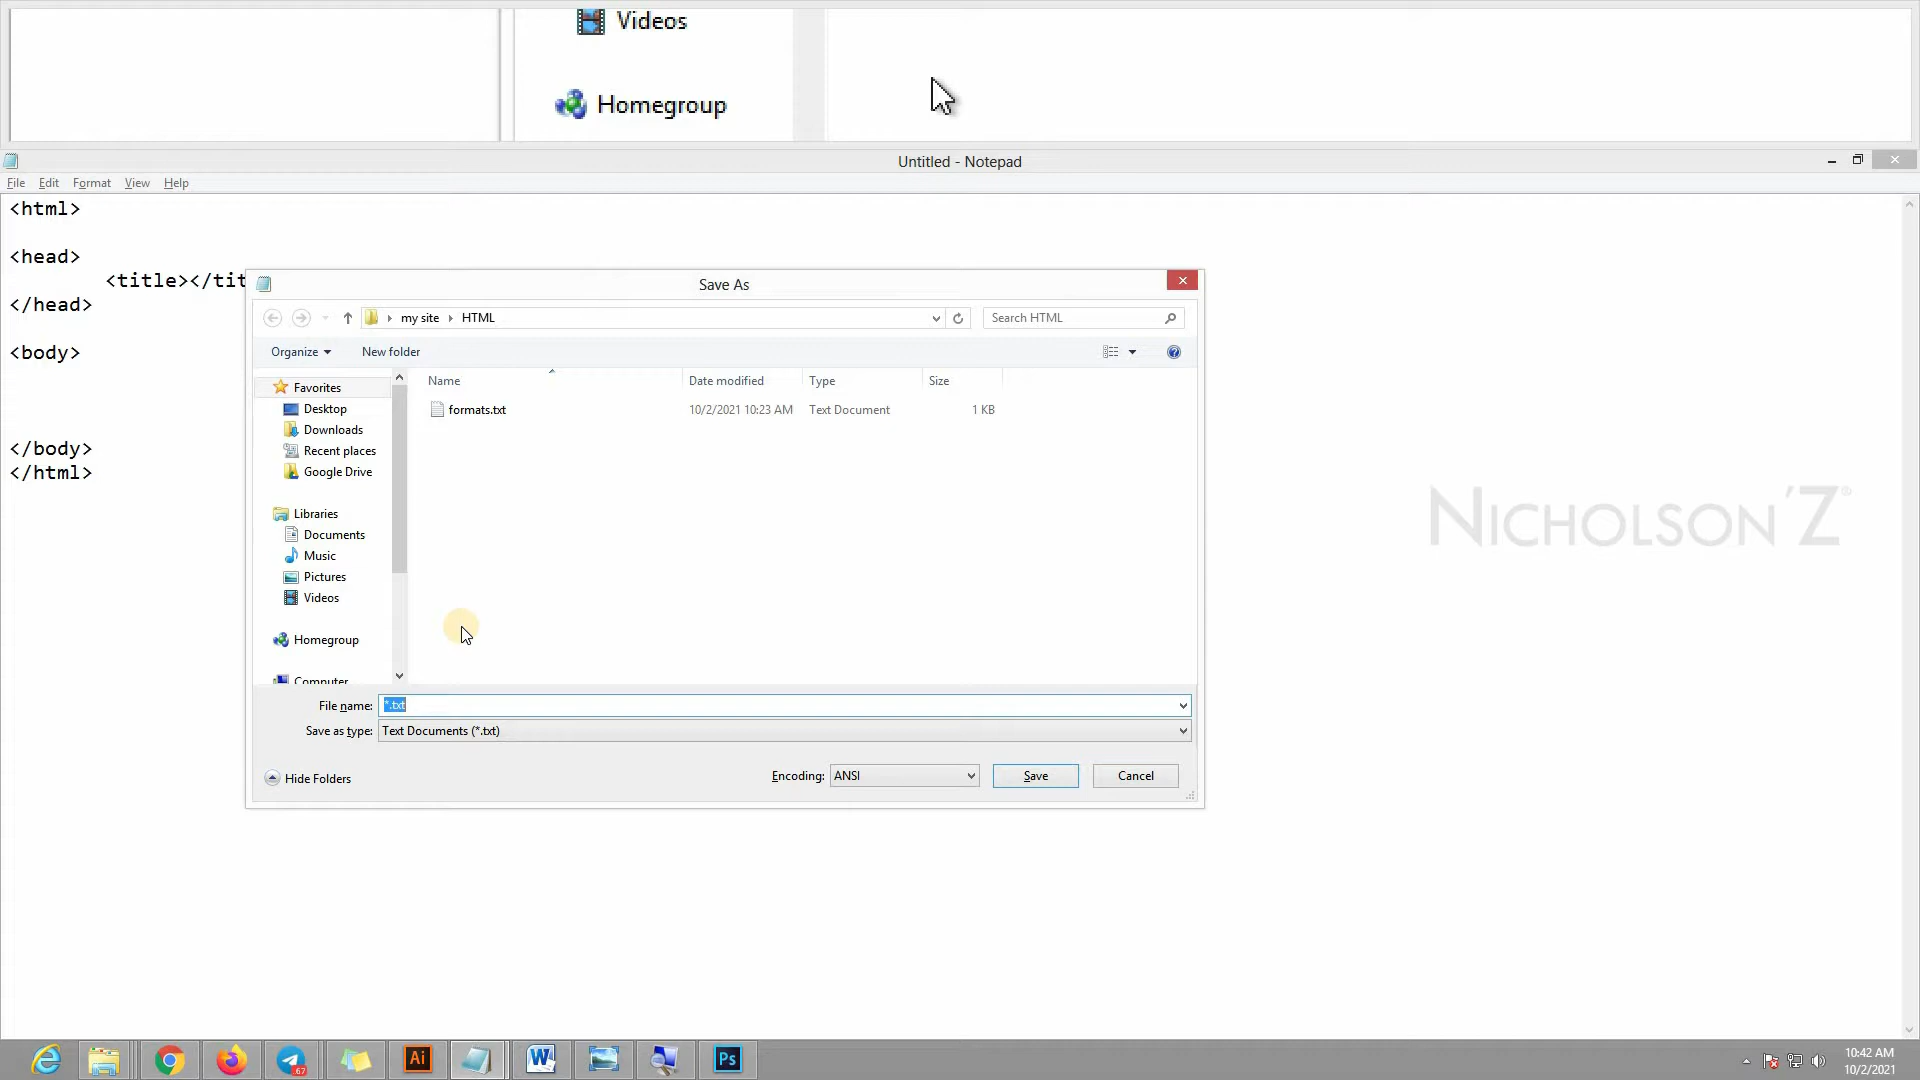 Videos
Homegroup
Untitled - Notepad
File Edit Format View Help
<html>
<head>
<title></tit
</head>
<body>
</body>
</html>
Save As
my site HTML
Search HTML
Organize New folder
Favorites
Desktop
Downloads
Recent places
Google Drive
Libraries
Documents
Music
Pictures
Videos
Homegroup
Computer
Name Date modified Type Size
formats.txt 10/2/2021 10:23 AM Text Document 1 KB
File name: *.txt
Save as type: Text Documents (*.txt)
Hide Folders
Encoding: ANSI Save Cancel
NICHOLSON'Z®
67
Ai
W
Ps
10:42 AM
10/2/2021